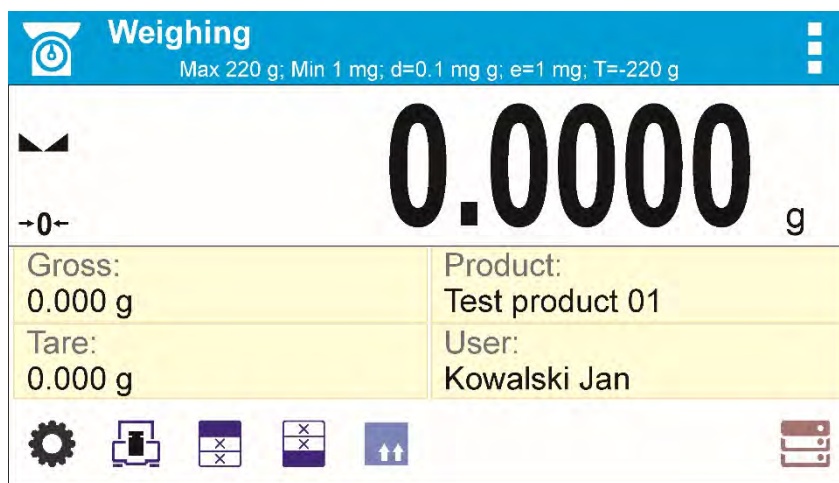 Weighing
Max 220 g; Min 1 mg; d=0.1 mg g; e=1 mg; T=-220 g
0.0000 g
→0←
Gross:
0.000 g
Product:
Test product 01
Tare:
0.000 g
User:
Kowalski Jan